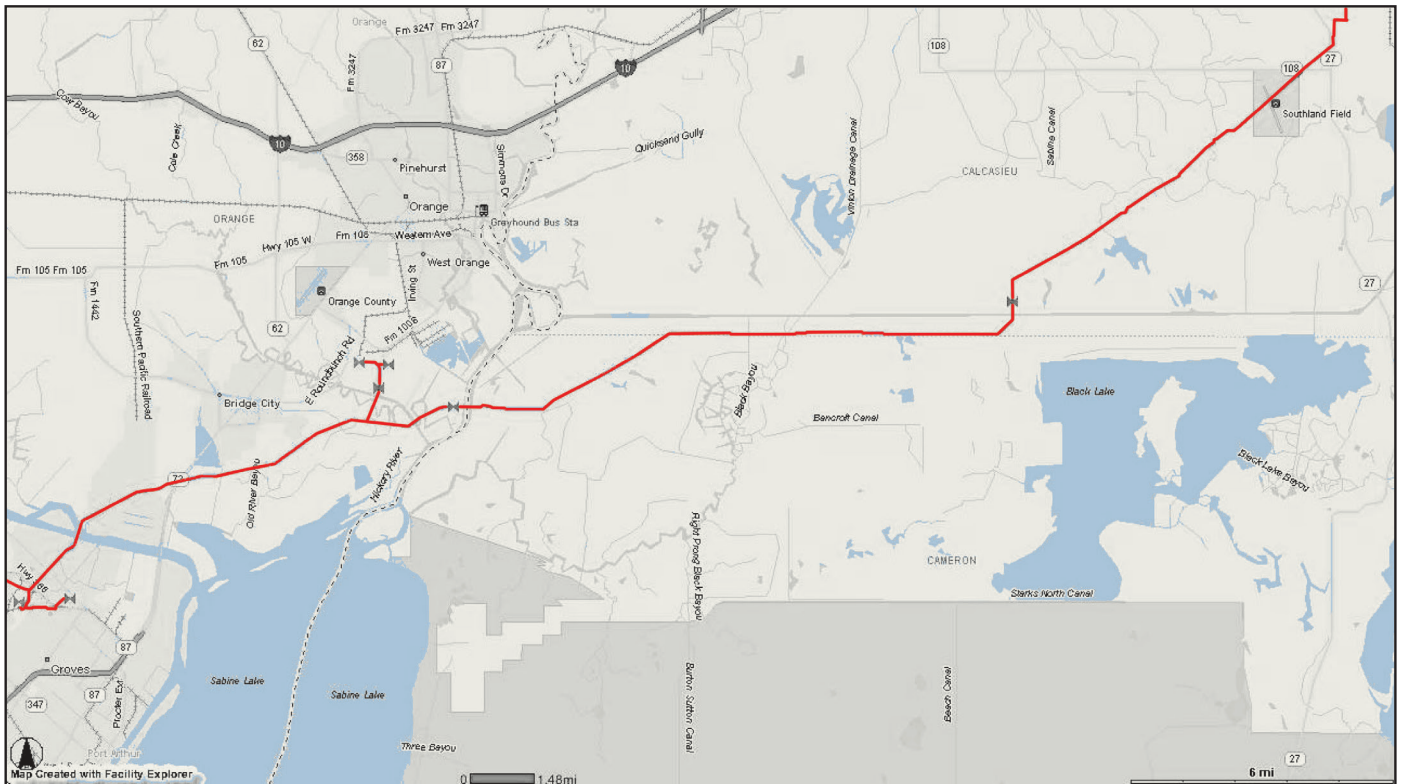 Orange
Fm 3247 Fm 3247
62
Fm 3247
87
108
27
108
10
Cow Bayou
Southland Field
10
Cole Creek
Quicksand Gully
Simmons Dr
Vinton Drainage Canal
Sabine Canal
358
Pinehurst
CALCASIEU
Orange
ORANGE
Greyhound Bus Sta
Hwy 105 W
Fm 106
Western Ave
Fm 105
West Orange
Fm 105 Fm 105
Irving St
27
Orange County
Fm 1442
62
Southern Pacific Railroad
Fm 1006
E Roundbunch Rd
Black Lake
Bridge City
Black Bayou
Bancroft Canal
Black Lake Bayou
73
Old River Bayou
Hickory River
Right Prong Black Bayou
CAMERON
Hwy 366
Starks North Canal
87
Groves
Sabine Lake
Sabine Lake
87
347
Procter Ext
Burton Sutton Canal
Beach Canal
Port Arthur
Three Bayou
27
Map Created with Facility Explorer
0 1.48mi
6 mi